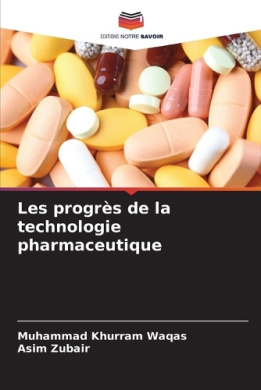 EDITIONS NOTRE SAVOIR
Les progrès de la
technologie
pharmaceutique
Muhammad Khurram Waqas
Asim Zubair